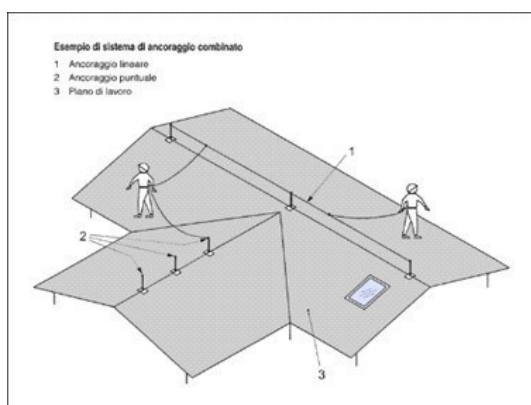 Esempio di sistema di ancoraggio combinato
1 Ancoraggio lineare
2 Ancoraggio puntuale
3 Piano di lavoro
1
2
3